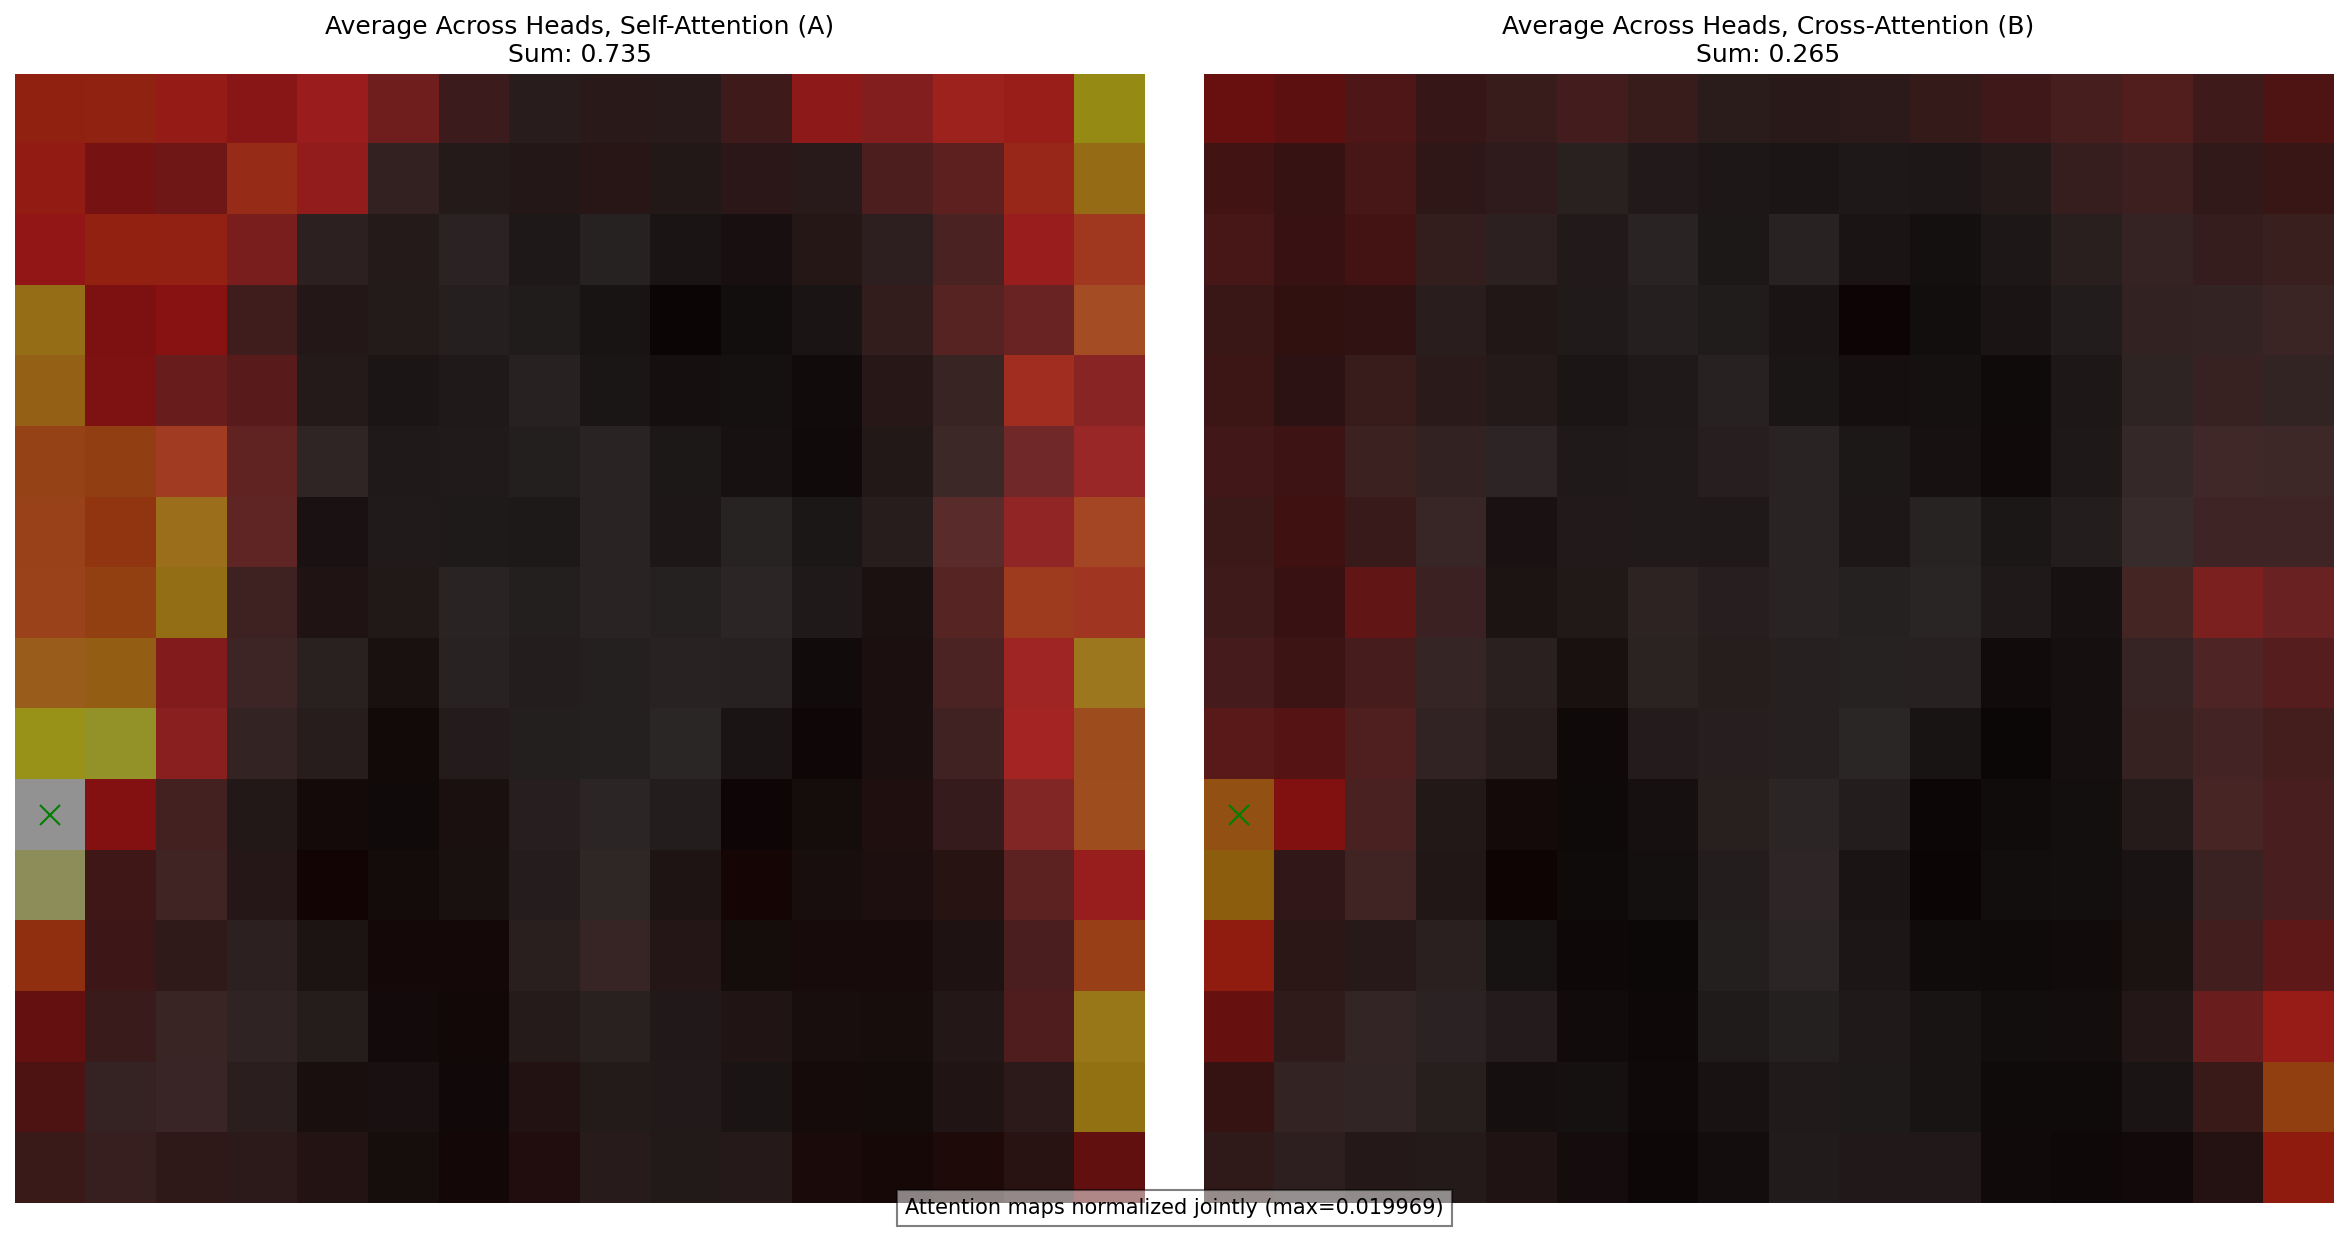 Average Across Heads, Self-Attention (A)
Sum: 0.735
Average Across Heads, Cross-Attention (B)
Sum: 0.265
Attention maps normalized jointly (max=0.019969)